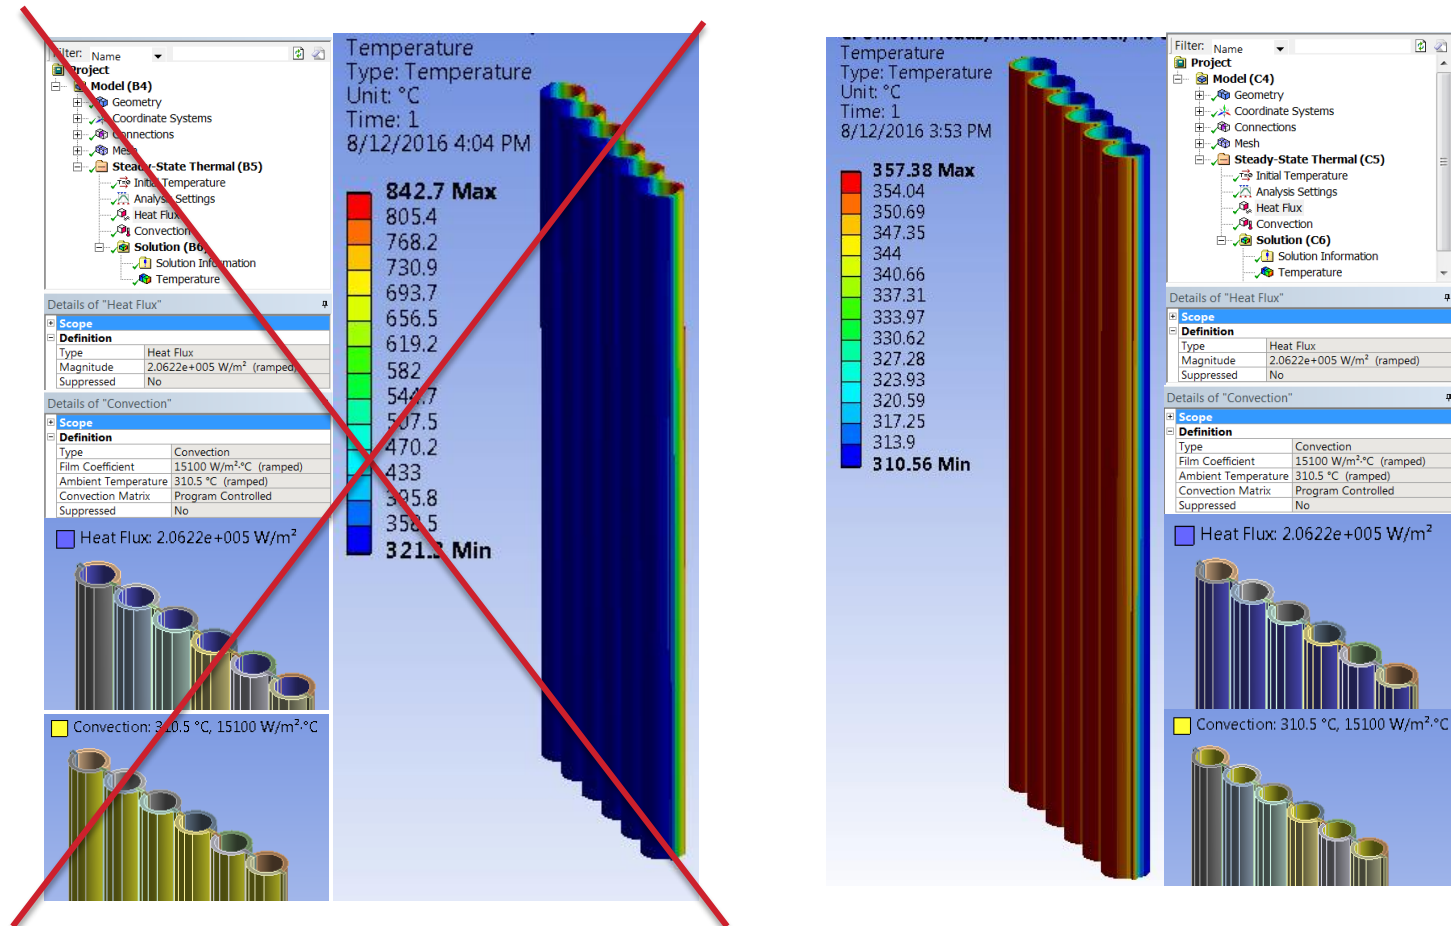 Filter: Name
Project
Model (B4)
Geometry
Coordinate Systems
Connections
Mesh
Steady-State Thermal (B5)
Initial Temperature
Analysis Settings
Heat Flux
Convection
Solution (B6)
Solution Information
Temperature
Details of "Heat Flux"
Scope
Definition
Type Heat Flux
Magnitude 2.0622e+005 W/m² (ramped)
Suppressed No
Details of "Convection"
Scope
Definition
Type Convection
Film Coefficient 15100 W/m²·°C (ramped)
Ambient Temperature 310.5 °C (ramped)
Convection Matrix Program Controlled
Suppressed No
Heat Flux: 2.0622e+005 W/m²
Convection: 310.5 °C, 15100 W/m²·°C
Temperature
Type: Temperature
Unit: °C
Time: 1
8/12/2016 4:04 PM
842.7 Max
805.4
768.2
730.9
693.7
656.5
619.2
582
544.7
507.5
470.2
433
395.8
358.5
321.3 Min
Temperature
Type: Temperature
Unit: °C
Time: 1
8/12/2016 3:53 PM
357.38 Max
354.04
350.69
347.35
344
340.66
337.31
333.97
330.62
327.28
323.93
320.59
317.25
313.9
310.56 Min
Filter: Name
Project
Model (C4)
Geometry
Coordinate Systems
Connections
Mesh
Steady-State Thermal (C5)
Initial Temperature
Analysis Settings
Heat Flux
Convection
Solution (C6)
Solution Information
Temperature
Details of "Heat Flux"
Scope
Definition
Type Heat Flux
Magnitude 2.0622e+005 W/m² (ramped)
Suppressed No
Details of "Convection"
Scope
Definition
Type Convection
Film Coefficient 15100 W/m²·°C (ramped)
Ambient Temperature 310.5 °C (ramped)
Convection Matrix Program Controlled
Suppressed No
Heat Flux: 2.0622e+005 W/m²
Convection: 310.5 °C, 15100 W/m²·°C